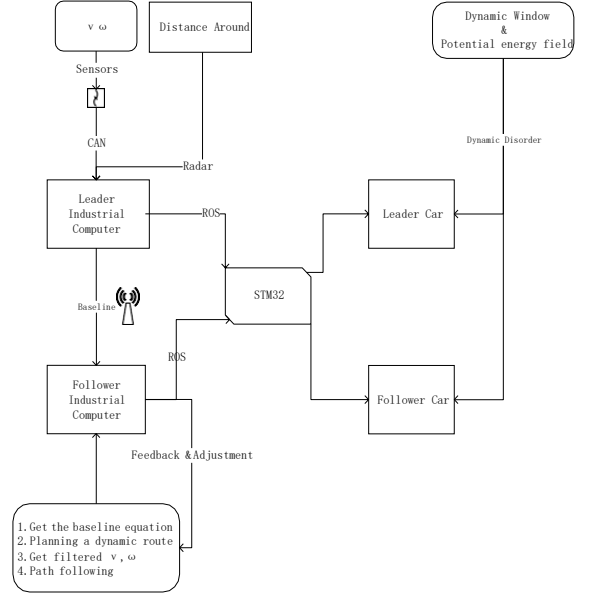 v ω
Distance Around
Dynamic Window
&
Potential energy field
Sensors
CAN
Dynamic Disorder
Radar
Leader
Industrial
Computer
ROS
Leader Car
STM32
Baseline
ROS
Follower
Industrial
Computer
Follower Car
Feedback &Adjustment
1.Get the baseline equation
2.Planning a dynamic route
3.Get filtered v,ω
4.Path following